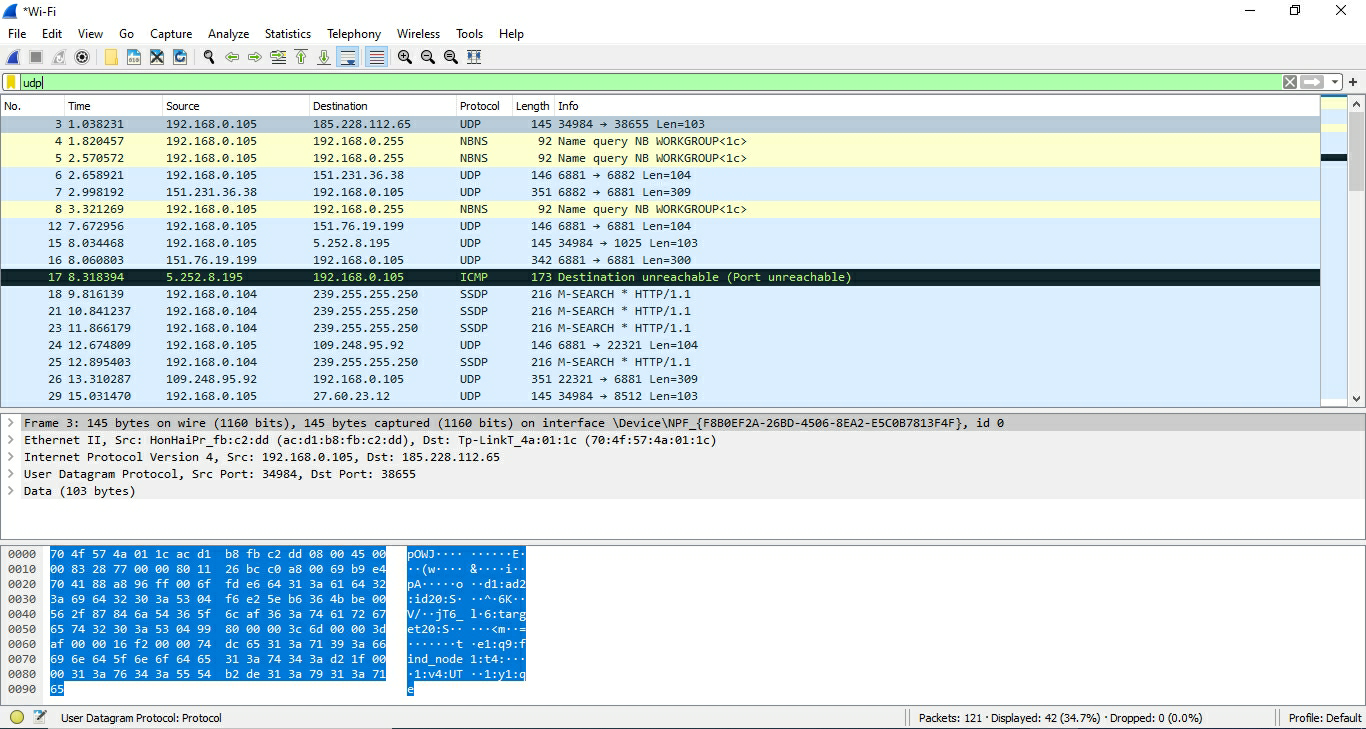 *Wi-Fi
File Edit View Go Capture Analyze Statistics Telephony Wireless Tools Help
udp
No. Time Source Destination Protocol Length Info
3 1.038231 192.168.0.105 185.228.112.65 UDP 145 34984 → 38655 Len=103
4 1.820457 192.168.0.105 192.168.0.255 NBNS 92 Name query NB WORKGROUP<1c>
5 2.570572 192.168.0.105 192.168.0.255 NBNS 92 Name query NB WORKGROUP<1c>
6 2.658921 192.168.0.105 151.231.36.38 UDP 146 6881 → 6882 Len=104
7 2.998192 151.231.36.38 192.168.0.105 UDP 351 6882 → 6881 Len=309
8 3.321269 192.168.0.105 192.168.0.255 NBNS 92 Name query NB WORKGROUP<1c>
12 7.672956 192.168.0.105 151.76.19.199 UDP 146 6881 → 6881 Len=104
15 8.034468 192.168.0.105 5.252.8.195 UDP 145 34984 → 1025 Len=103
16 8.060803 151.76.19.199 192.168.0.105 UDP 342 6881 → 6881 Len=300
17 8.318394 5.252.8.195 192.168.0.105 ICMP 173 Destination unreachable (Port unreachable)
18 9.816139 192.168.0.104 239.255.255.250 SSDP 216 M-SEARCH * HTTP/1.1
21 10.841237 192.168.0.104 239.255.255.250 SSDP 216 M-SEARCH * HTTP/1.1
23 11.866179 192.168.0.104 239.255.255.250 SSDP 216 M-SEARCH * HTTP/1.1
24 12.674809 192.168.0.105 109.248.95.92 UDP 146 6881 → 22321 Len=104
25 12.895403 192.168.0.104 239.255.255.250 SSDP 216 M-SEARCH * HTTP/1.1
26 13.310287 109.248.95.92 192.168.0.105 UDP 351 22321 → 6881 Len=309
29 15.031470 192.168.0.105 27.60.23.12 UDP 145 34984 → 8512 Len=103
Frame 3: 145 bytes on wire (1160 bits), 145 bytes captured (1160 bits) on interface \Device\NPF_{F8B0EF2A-26BD-4506-8EA2-E5C0B7813F4F}, id 0
Ethernet II, Src: HonHaiPr_fb:c2:dd (ac:d1:b8:fb:c2:dd), Dst: Tp-LinkT_4a:01:1c (70:4f:57:4a:01:1c)
Internet Protocol Version 4, Src: 192.168.0.105, Dst: 185.228.112.65
User Datagram Protocol, Src Port: 34984, Dst Port: 38655
Data (103 bytes)
0000 70 4f 57 4a 01 1c ac d1 b8 fb c2 dd 08 00 45 00 pOWJ···· ······E·
0010 00 83 28 77 00 00 80 11 26 bc c0 a8 00 69 b9 e4 ··(w···· &····i··
0020 70 41 88 a8 96 ff 00 6f fd e6 64 31 3a 61 64 32 pA·····o ··d1:ad2
0030 3a 69 64 32 30 3a 53 04 f6 e2 5e b6 36 4b be 00 :id20:S· ··^·6K··
0040 56 2f 87 84 6a 54 36 5f 6c af 36 3a 74 61 72 67 V/··jT6_ l·6:targ
0050 65 74 32 30 3a 53 04 99 80 00 00 3c 6d 00 00 3d et20:S·· ···<m··=
0060 af 00 00 16 f2 00 00 74 dc 65 31 3a 71 39 3a 66 ·······t ·e1:q9:f
0070 69 6e 64 5f 6e 6f 64 65 31 3a 74 34 3a d2 1f 00 ind_node 1:t4:···
0080 00 31 3a 76 34 3a 55 54 b2 de 31 3a 79 31 3a 71 ·1:v4:UT ··1:y1:q
0090 65 e
User Datagram Protocol: Protocol Packets: 121 · Displayed: 42 (34.7%) · Dropped: 0 (0.0%) Profile: Default